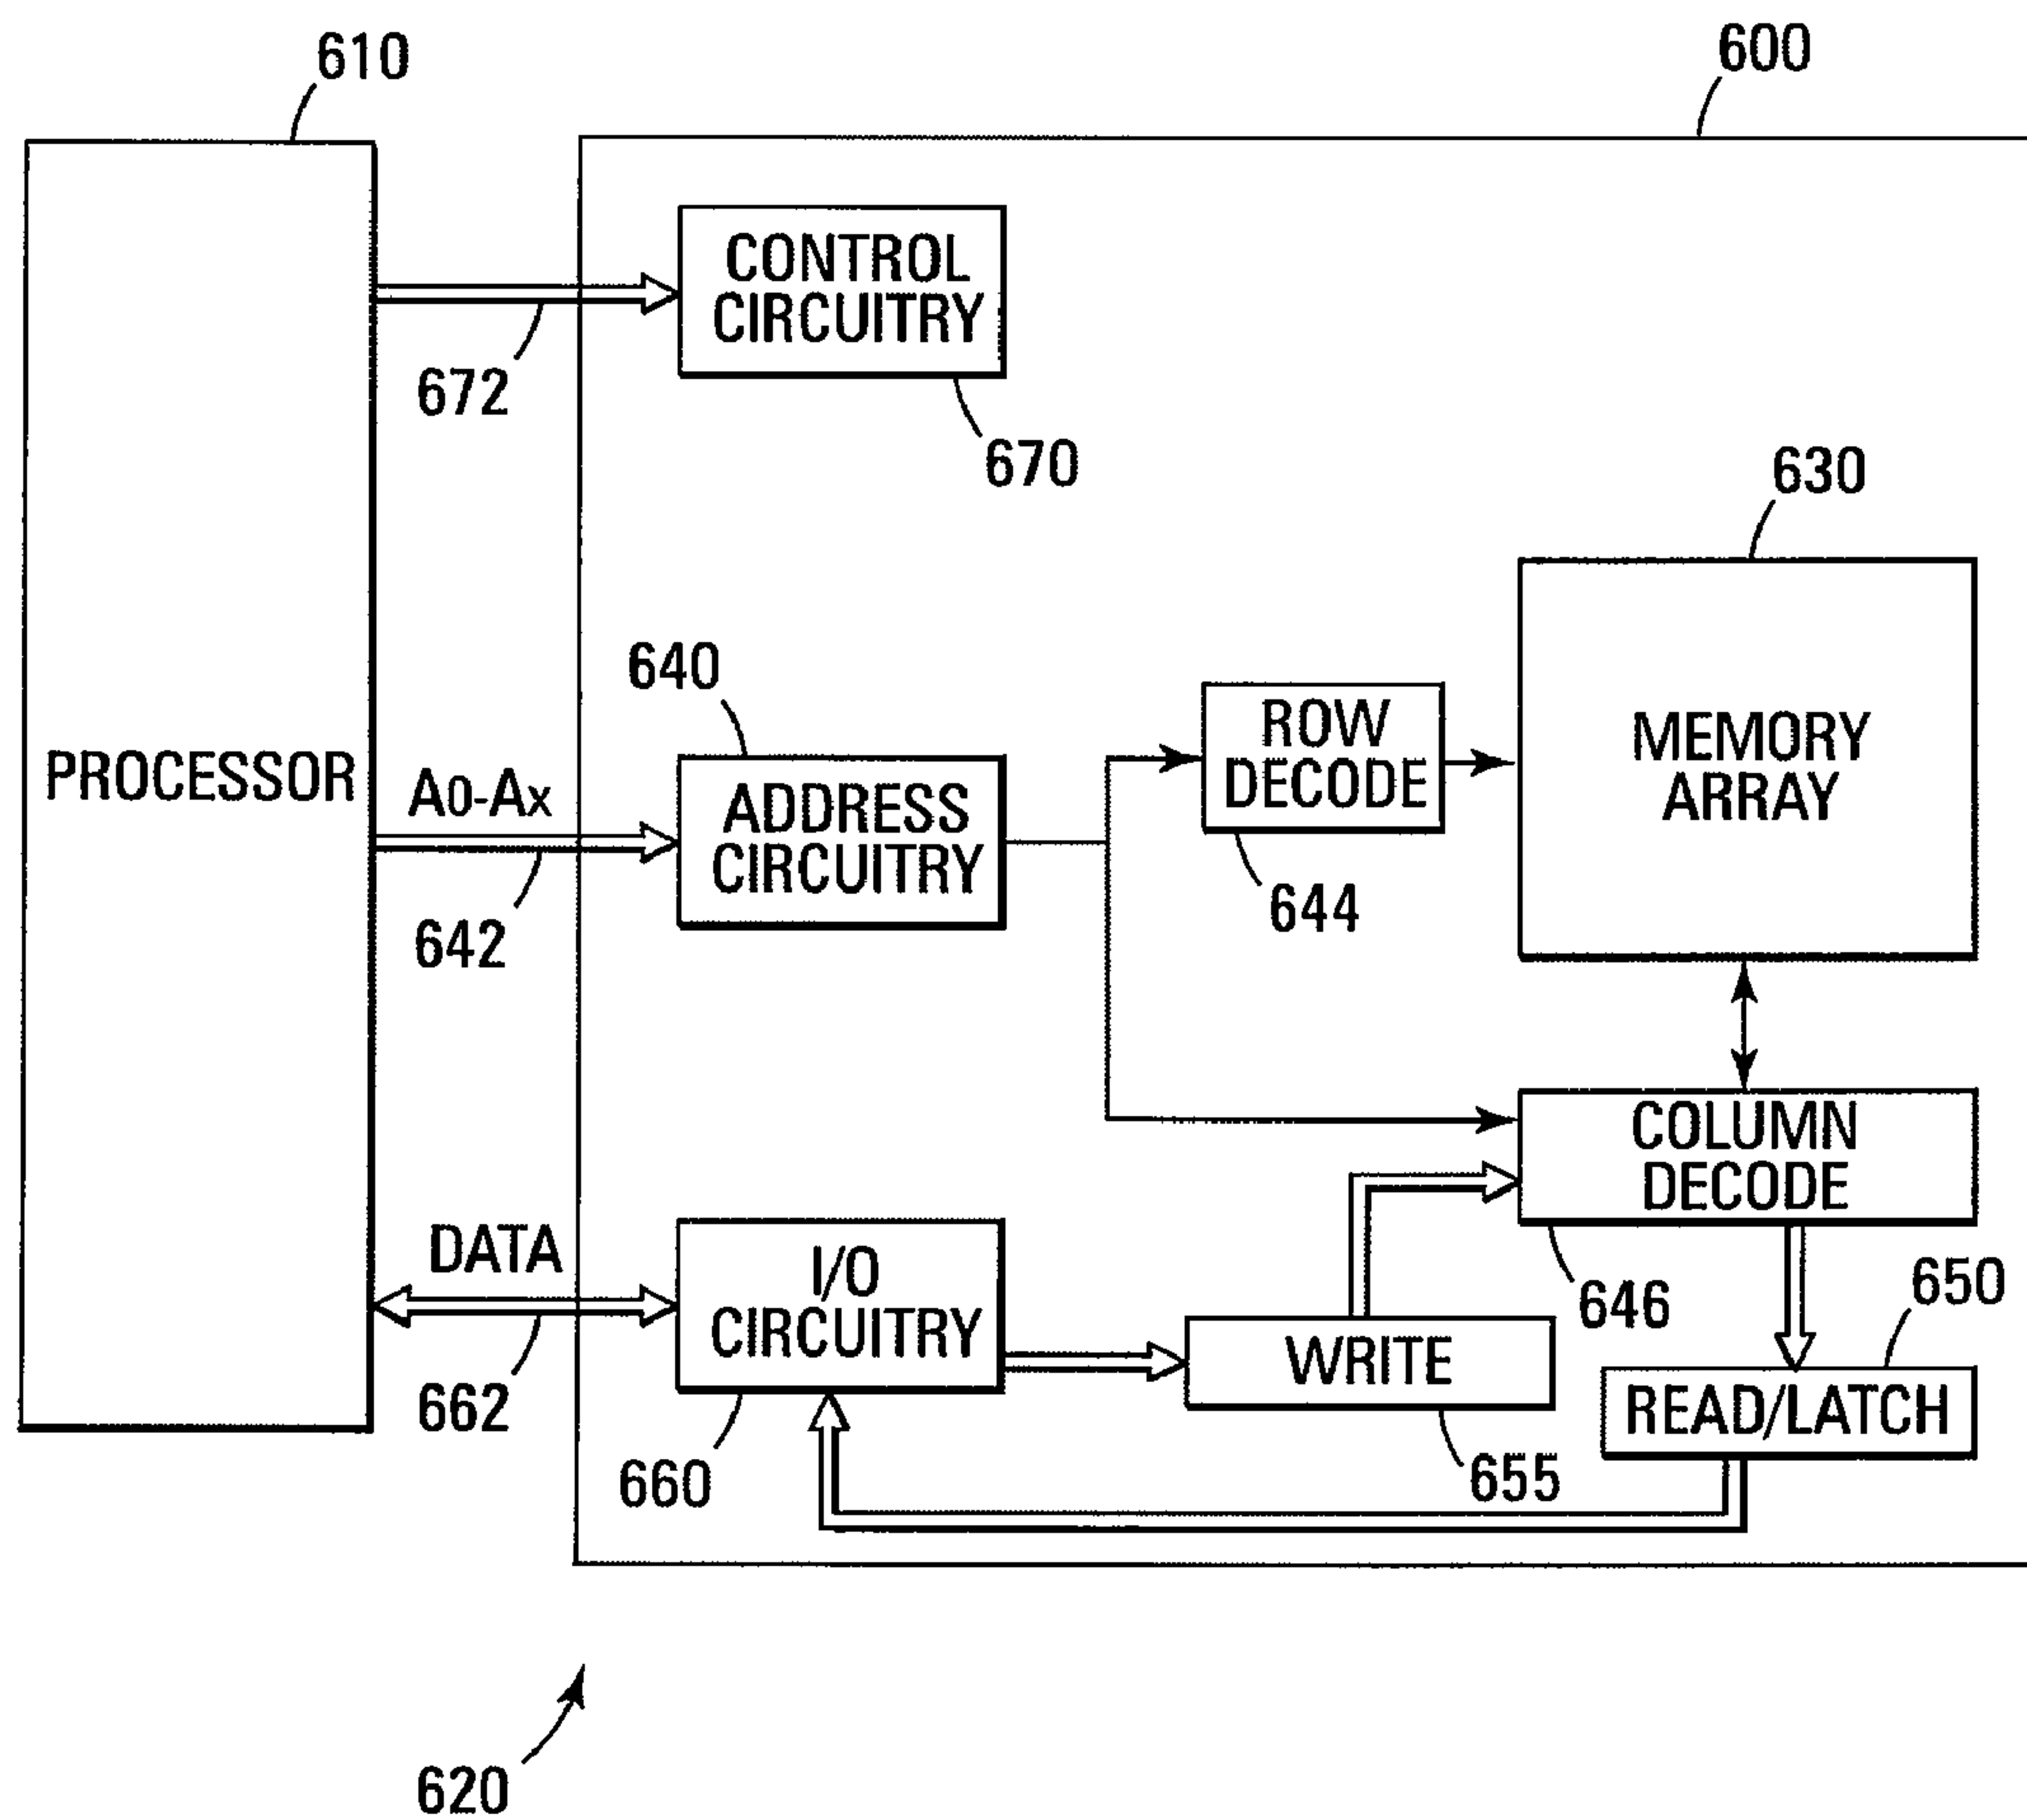 610
600
CONTROL
CIRCUITRY
672
670
630
640
ROW
DECODE
MEMORY
ARRAY
PROCESSOR
A0-Ax
ADDRESS
CIRCUITRY
644
642
COLUMN
DECODE
DATA
I/O
CIRCUITRY
646
650
WRITE
READ/LATCH
662
660
655
620